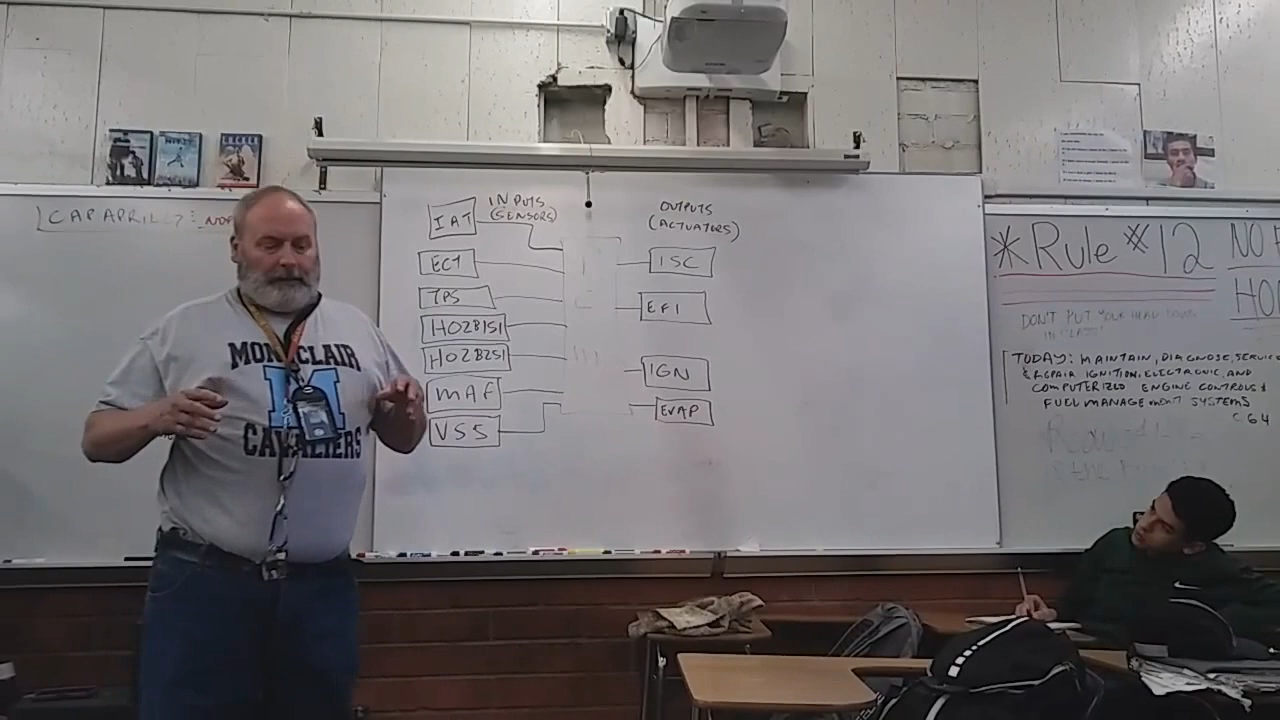 CAP APRIL ?
INPUTS
(SENSORS)
OUTPUTS
(ACTUATORS)
IAT
ECT
TPS
HO2B1S1
HO2B2S1
MAF
VSS
ISC
EFI
IGN
EVAP
*Rule #12
NO
HO
DON'T PUT YOUR HEAD DOWN
IN CLASS
TODAY: MAINTAIN, DIAGNOSE, SERVICE
& REPAIR IGNITION, ELECTRONIC, AND
COMPUTERIZED ENGINE CONTROLS &
FUEL MANAGEMENT SYSTEMS
C64
MONTCLAIR
M
CAVALIERS